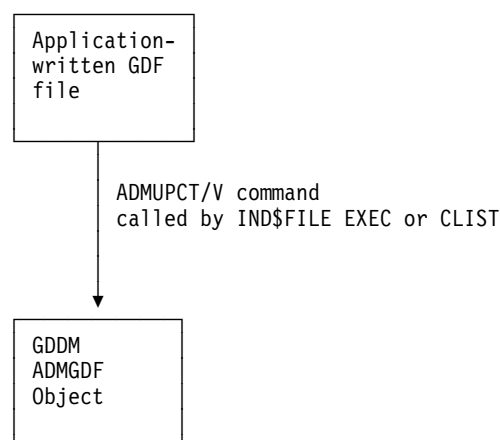 Application-
written GDF
file
ADMUPCT/V command
called by IND$FILE EXEC or CLIST
GDDM
ADMGDF
Object